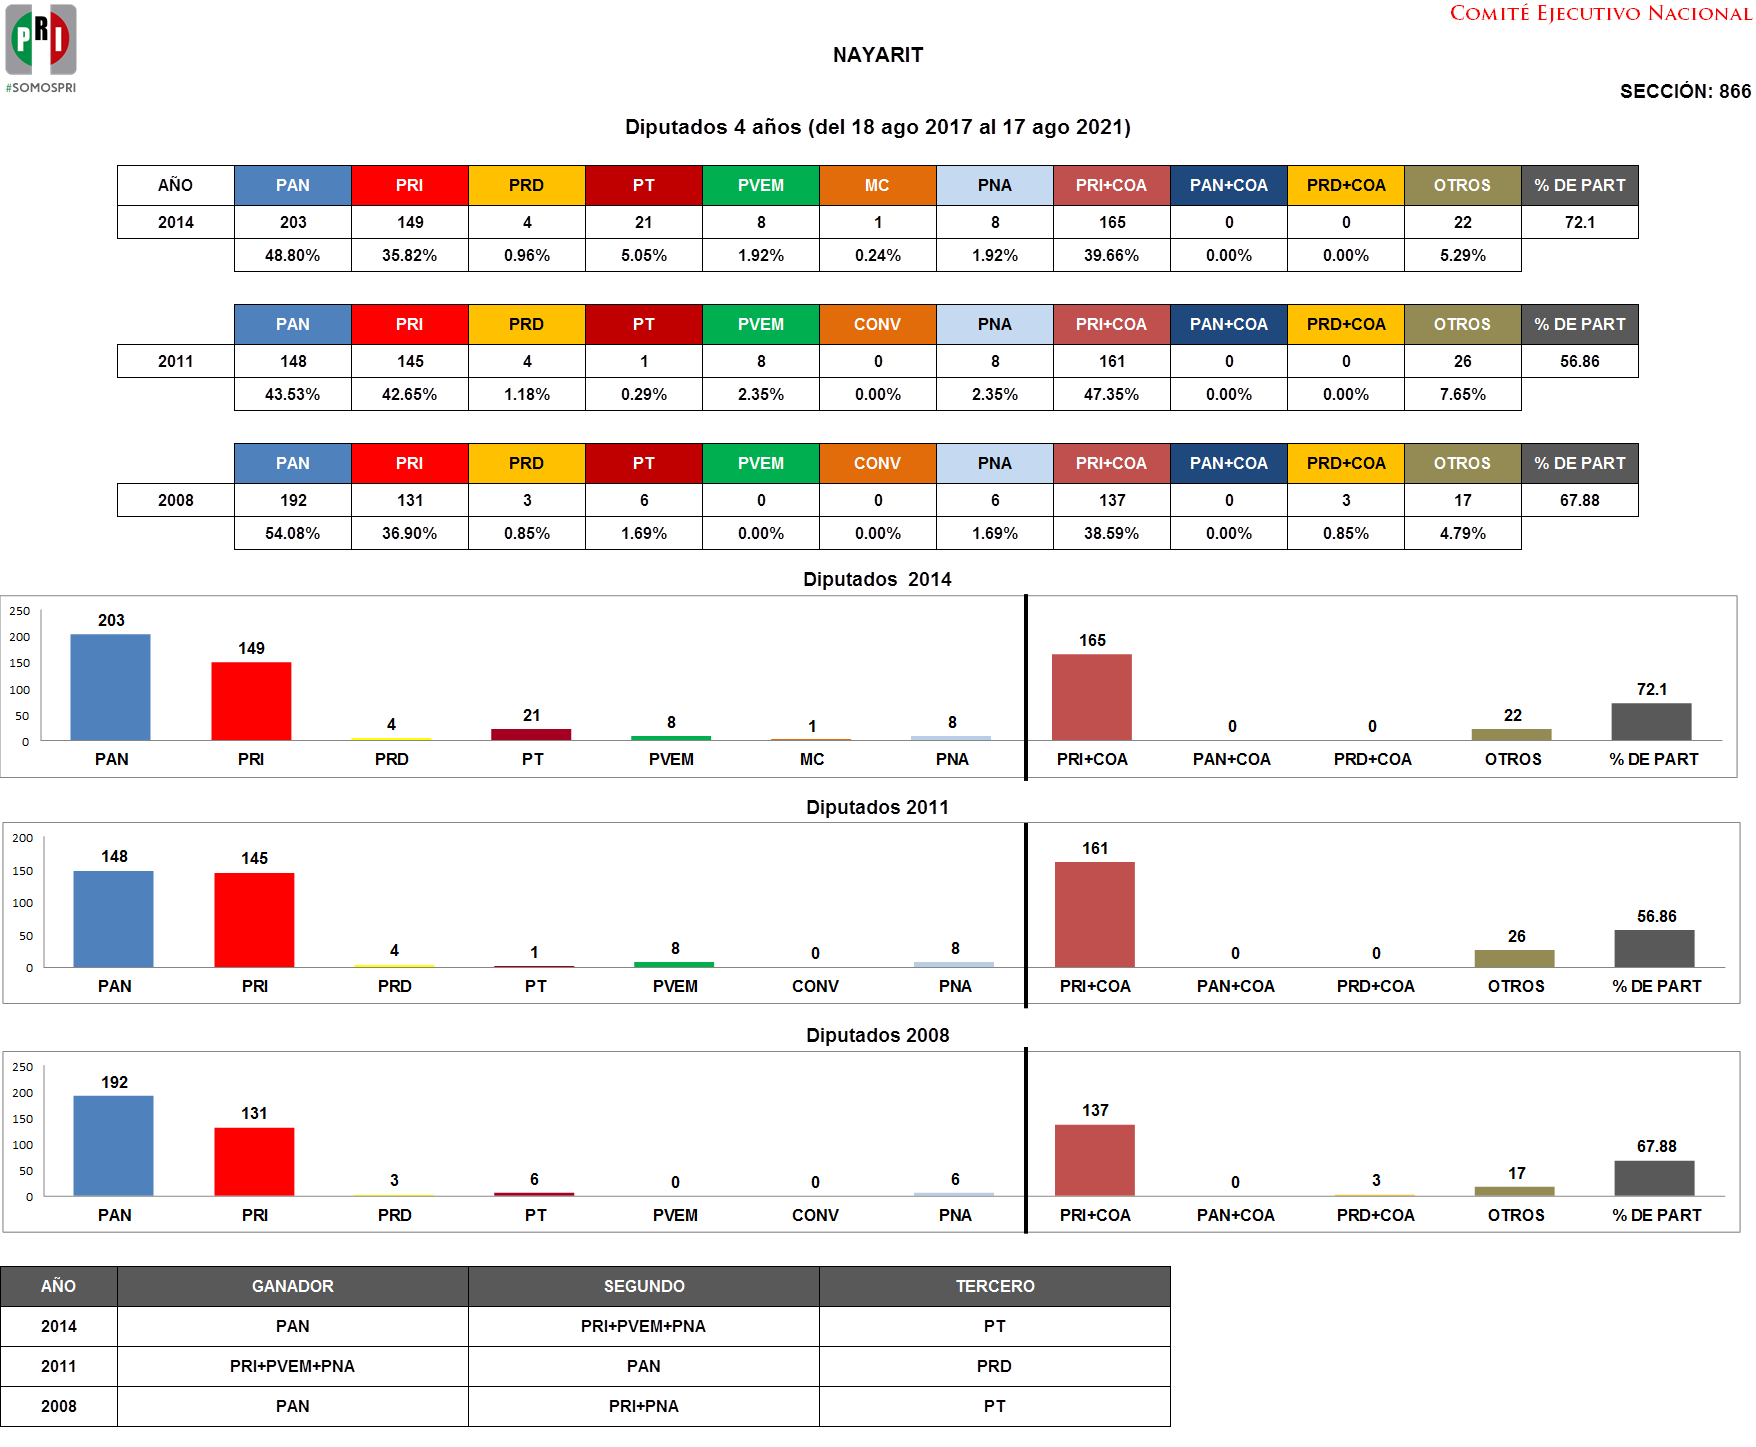 PRI
#SOMOSPRI
COMITÉ EJECUTIVO NACIONAL
NAYARIT
SECCIÓN: 866
Diputados 4 años (del 18 ago 2017 al 17 ago 2021)
AÑO PAN PRI PRD PT PVEM MC PNA PRI+COA PAN+COA PRD+COA OTROS % DE PART
2014 203 149 4 21 8 1 8 165 0 0 22 72.1
48.80% 35.82% 0.96% 5.05% 1.92% 0.24% 1.92% 39.66% 0.00% 0.00% 5.29%
PAN PRI PRD PT PVEM CONV PNA PRI+COA PAN+COA PRD+COA OTROS % DE PART
2011 148 145 4 1 8 0 8 161 0 0 26 56.86
43.53% 42.65% 1.18% 0.29% 2.35% 0.00% 2.35% 47.35% 0.00% 0.00% 7.65%
PAN PRI PRD PT PVEM CONV PNA PRI+COA PAN+COA PRD+COA OTROS % DE PART
2008 192 131 3 6 0 0 6 137 0 3 17 67.88
54.08% 36.90% 0.85% 1.69% 0.00% 0.00% 1.69% 38.59% 0.00% 0.85% 4.79%
Diputados 2014
250
200
150
100
50
0
203 149 4 21 8 1 8 165 0 0 22 72.1
PAN PRI PRD PT PVEM MC PNA PRI+COA PAN+COA PRD+COA OTROS % DE PART
Diputados 2011
200
150
100
50
0
148 145 4 1 8 0 8 161 0 0 26 56.86
PAN PRI PRD PT PVEM CONV PNA PRI+COA PAN+COA PRD+COA OTROS % DE PART
Diputados 2008
250
200
150
100
50
0
192 131 3 6 0 0 6 137 0 3 17 67.88
PAN PRI PRD PT PVEM CONV PNA PRI+COA PAN+COA PRD+COA OTROS % DE PART
AÑO GANADOR SEGUNDO TERCERO
2014 PAN PRI+PVEM+PNA PT
2011 PRI+PVEM+PNA PAN PRD
2008 PAN PRI+PNA PT